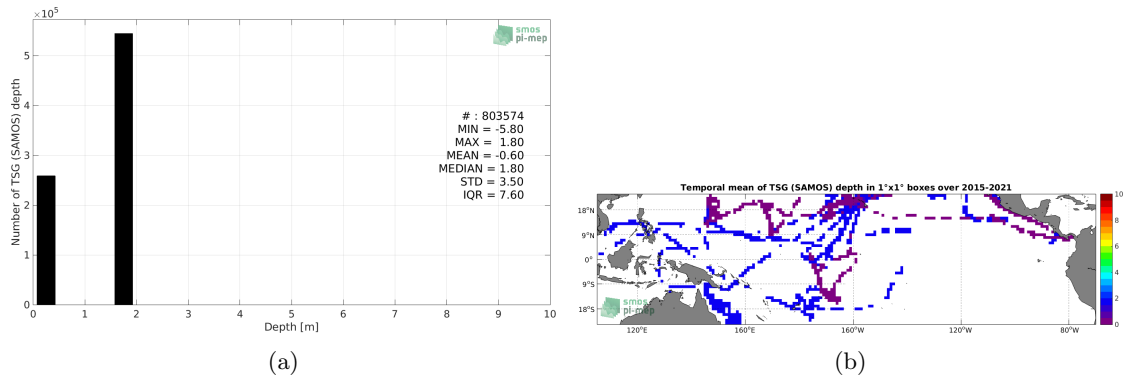 ×10⁵
5
4
3
2
1
0
Number of TSG (SAMOS) depth
0 1 2 3 4 5 6 7 8 9 10
Depth [m]
smos
pi-mep
# : 803574
MIN = -5.80
MAX = 1.80
MEAN = -0.60
MEDIAN = 1.80
STD = 3.50
IQR = 7.60
(a)
Temporal mean of TSG (SAMOS) depth in 1°x1° boxes over 2015-2021
18°N
9°N
0°
9°S
18°S
120°E 160°E 160°W 120°W 80°W
smos
pi-mep
10
8
6
4
2
0
(b)